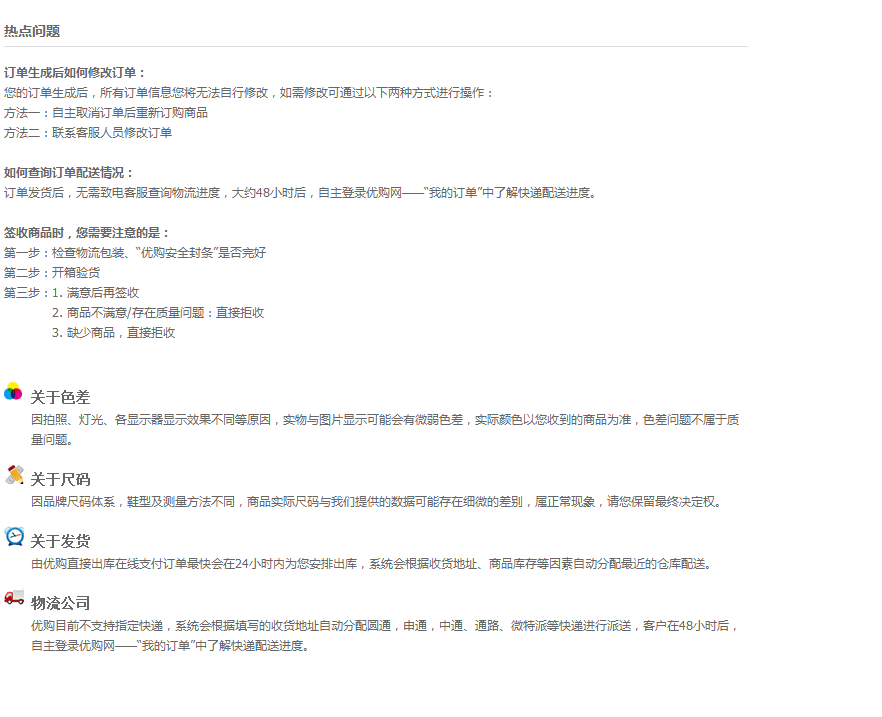 热点问题
订单生成后如何修改订单：
您的订单生成后，所有订单信息您将无法自行修改，如需修改可通过以下两种方式进行操作：
方法一：自主取消订单后重新订购商品
方法二：联系客服人员修改订单
如何查询订单配送情况：
订单发货后，无需致电客服查询物流进度，大约48小时后，自主登录优购网——“我的订单”中了解快递配送进度。
签收商品时，您需要注意的是：
第一步：检查物流包装、“优购安全封条”是否完好
第二步：开箱验货
第三步：1. 满意后再签收
2. 商品不满意/存在质量问题：直接拒收
3. 缺少商品，直接拒收
关于色差
因拍照、灯光、各显示器显示效果不同等原因，实物与图片显示可能会有微弱色差，实际颜色以您收到的商品为准，色差问题不属于质
量问题。
关于尺码
因品牌尺码体系，鞋型及测量方法不同，商品实际尺码与我们提供的数据可能存在细微的差别，属正常现象，请您保留最终决定权。
关于发货
由优购直接出库在线支付订单最快会在24小时内为您安排出库，系统会根据收货地址、商品库存等因素自动分配最近的仓库配送。
物流公司
优购目前不支持指定快递，系统会根据填写的收货地址自动分配圆通，申通，中通、通路、微特派等快递进行派送，客户在48小时后，
自主登录优购网——“我的订单”中了解快递配送进度。